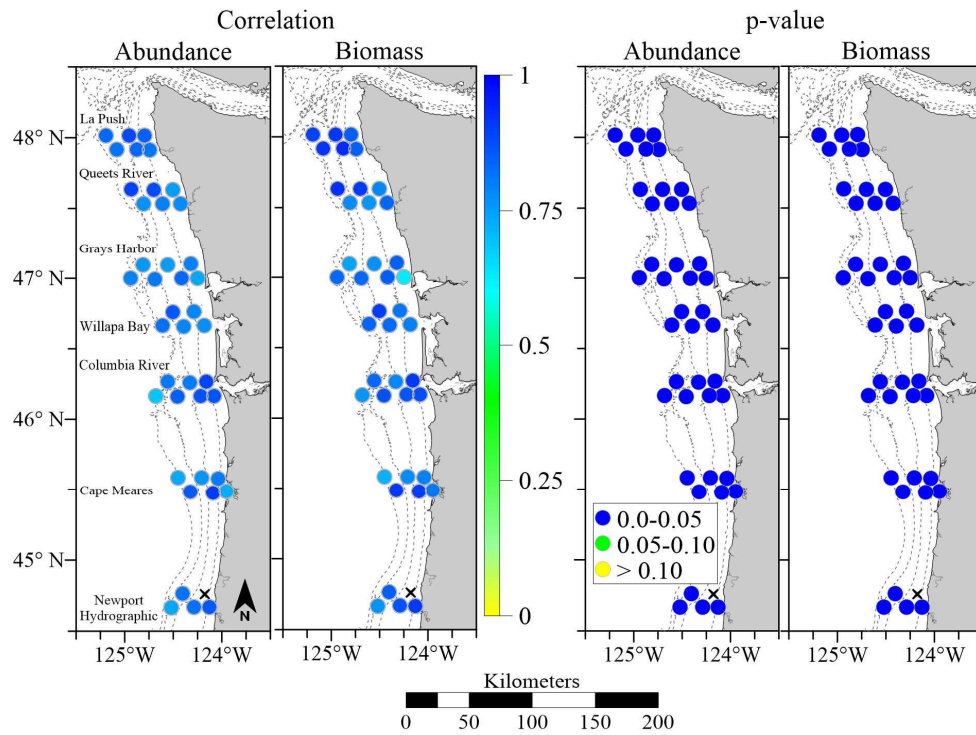 Correlation
p-value
Abundance
Biomass
Abundance
Biomass
La Push
48° N
Queets River
Grays Harbor
47° N
Willapa Bay
Columbia River
46° N
Cape Meares
45° N
Newport
Hydrographic
N
1
0.75
0.5
0.25
0
0.0-0.05
0.05-0.10
> 0.10
125°W
124°W
125°W
124°W
125°W
124°W
125°W
124°W
Kilometers
0
50
100
150
200